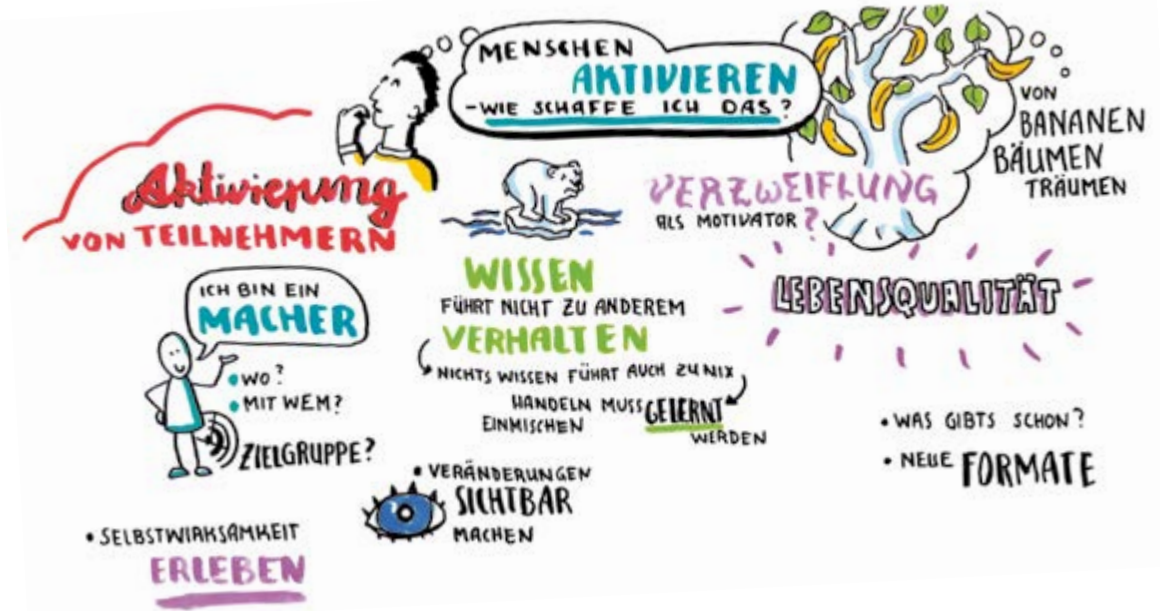 MENSCHEN
AKTIVIEREN
- WIE SCHAFFE ICH DAS?
VON
BANANEN
BÄUMEN
TRÄUMEN
Aktivierung
VON TEILNEHMERN
VERZWEIFLUNG
ALS MOTIVATOR?
ICH BIN EIN
MACHER
• WO?
• MIT WEM?
ZIELGRUPPE?
WISSEN
FÜHRT NICHT ZU ANDEREM
VERHALTEN
NICHTS WISSEN FÜHRT AUCH ZU NIX
HANDELN MUSS GELERNT
EINMISCHEN
WERDEN
LEBENSQUALITÄT
• WAS GIBTS SCHON?
• NEUE FORMATE
• VERÄNDERUNGEN
SICHTBAR
MACHEN
• SELBSTWIRKSAMKEIT
ERLEBEN